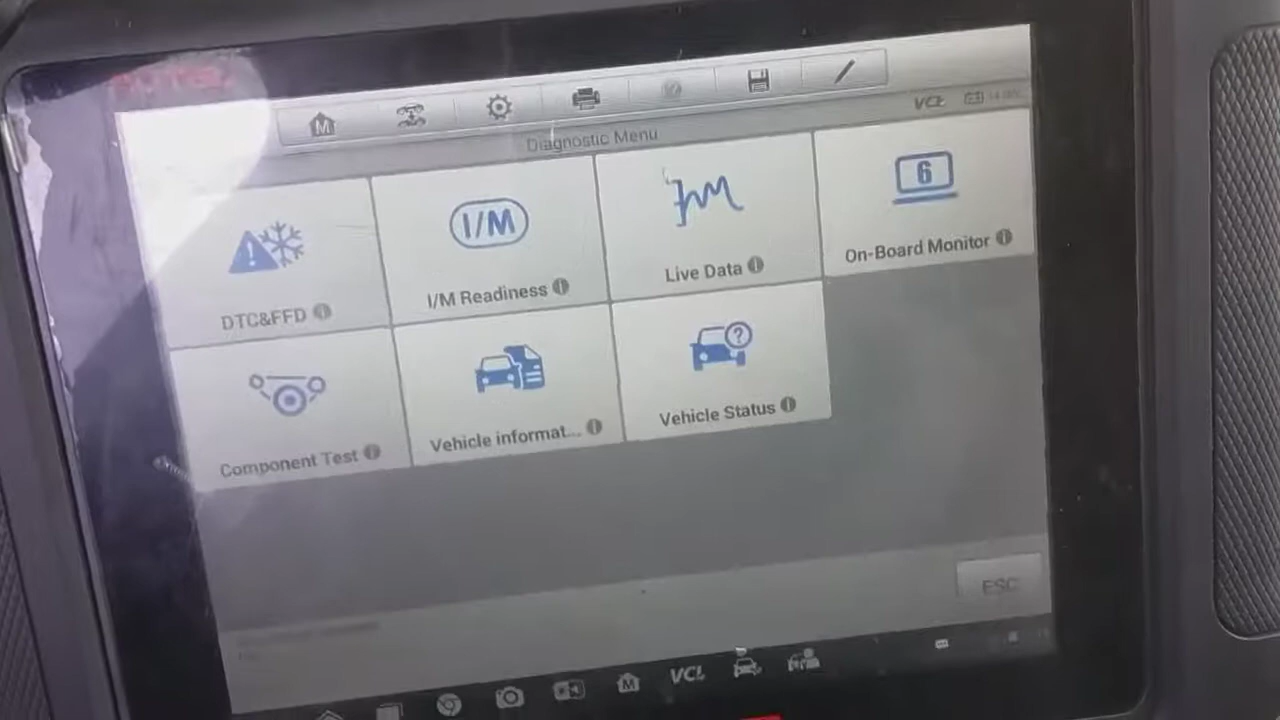 AUTEL
M
VCI
Diagnostic Menu
I/M
6
DTC&FFD
I/M Readiness
Live Data
On-Board Monitor
?
Component Test
Vehicle informat...
Vehicle Status
ESC
M
VCI